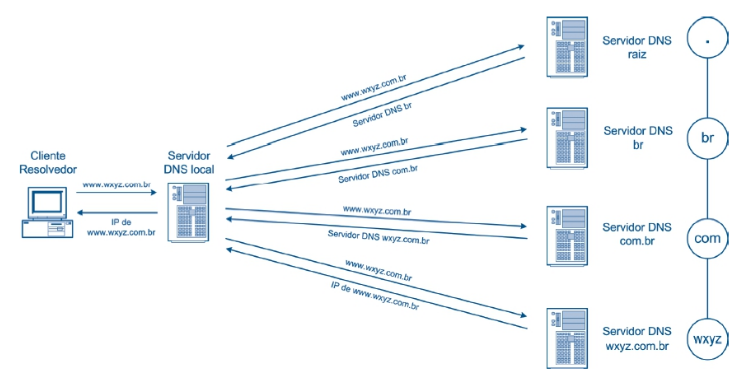 Cliente
Resolvedor
www.wxyz.com.br
IP de
www.wxyz.com.br
Servidor
DNS local
www.wxyz.com.br
Servidor DNS br
www.wxyz.com.br
Servidor DNS com.br
www.wxyz.com.br
Servidor DNS wxyz.com.br
www.wxyz.com.br
IP de www.wxyz.com.br
Servidor DNS
raiz
.
Servidor DNS
br
br
Servidor DNS
com.br
com
Servidor DNS
wxyz.com.br
wxyz